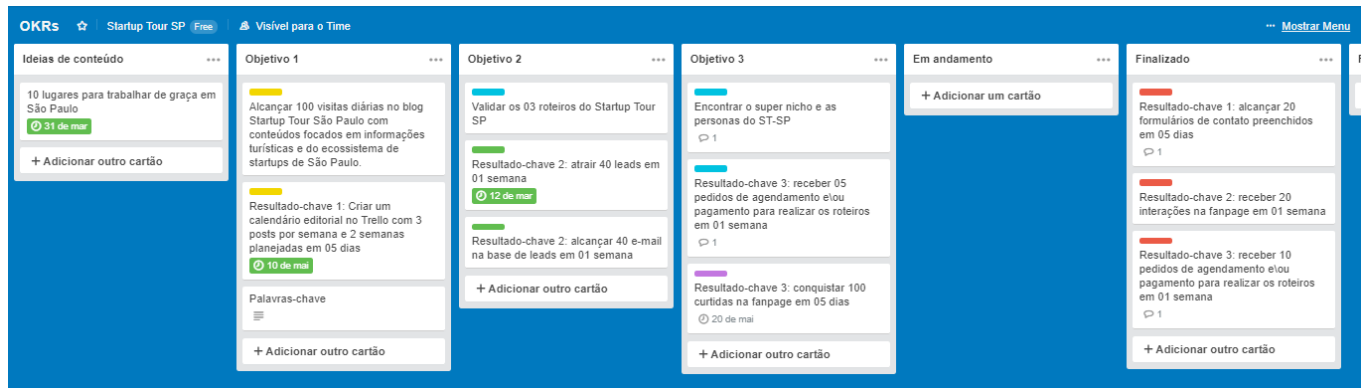 OKRs
Startup Tour SP Free
Visível para o Time
... Mostrar Menu
Ideias de conteúdo
10 lugares para trabalhar de graça em
São Paulo
31 de mar
+ Adicionar outro cartão
Objetivo 1
Alcançar 100 visitas diárias no blog
Startup Tour São Paulo com
conteúdos focados em informações
turísticas e do ecossistema de
startups de São Paulo.
Resultado-chave 1: Criar um
calendário editorial no Trello com 3
posts por semana e 2 semanas
planejadas em 05 dias
10 de mai
Palavras-chave
+ Adicionar outro cartão
Objetivo 2
Validar os 03 roteiros do Startup Tour
SP
Resultado-chave 2: atrair 40 leads em
01 semana
12 de mar
Resultado-chave 2: alcançar 40 e-mail
na base de leads em 01 semana
+ Adicionar outro cartão
Objetivo 3
Encontrar o super nicho e as
personas do ST-SP
1
Resultado-chave 3: receber 05
pedidos de agendamento e\ou
pagamento para realizar os roteiros
em 01 semana
1
Resultado-chave 3: conquistar 100
curtidas na fanpage em 05 dias
20 de mai
+ Adicionar outro cartão
Em andamento
+ Adicionar um cartão
Finalizado
Resultado-chave 1: alcançar 20
formulários de contato preenchidos
em 05 dias
1
Resultado-chave 2: receber 20
interações na fanpage em 01 semana
Resultado-chave 3: receber 10
pedidos de agendamento e\ou
pagamento para realizar os roteiros
em 01 semana
1
+ Adicionar outro cartão